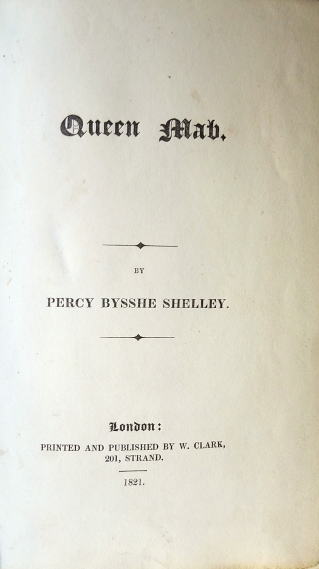 Queen Mab.
BY
PERCY BYSSHE SHELLEY.
London:
PRINTED AND PUBLISHED BY W. CLARK,
201, STRAND.
1821.